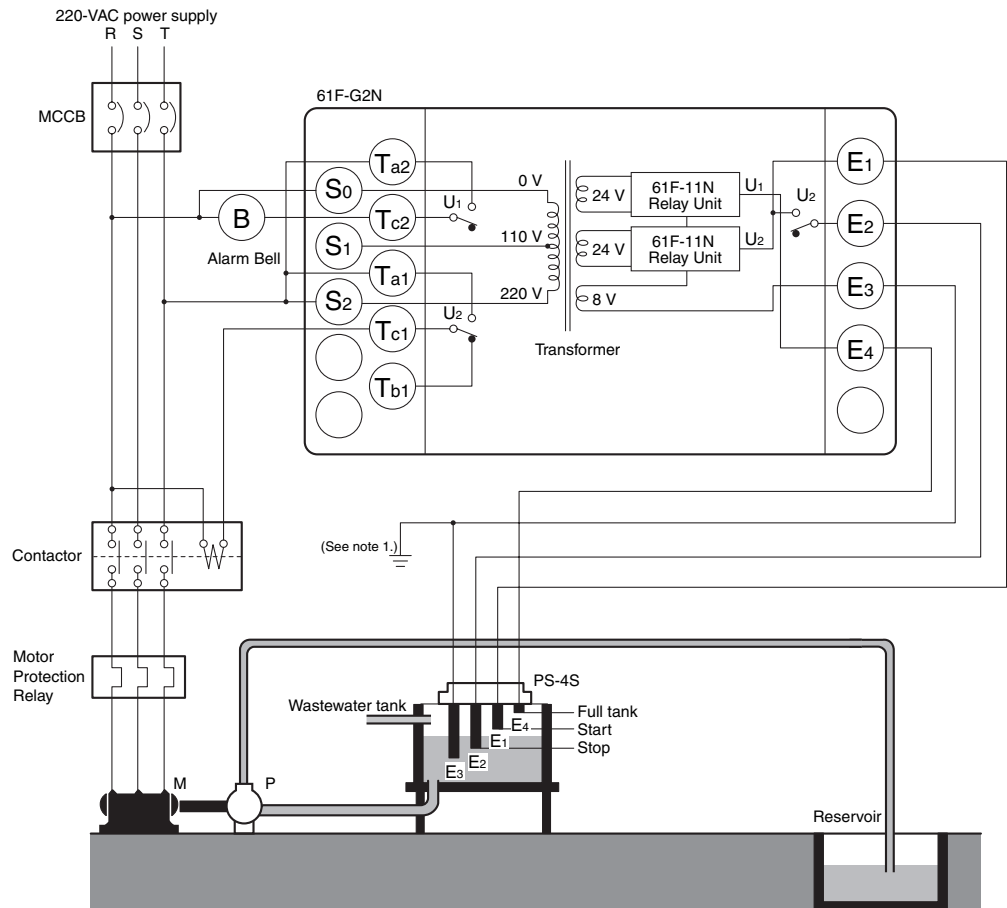 220-VAC power supply
R S T
MCCB
61F-G2N
Ta2
S0
Tc2
B
Alarm Bell
S1
Ta1
S2
Tc1
Tb1
U1
U2
0 V
110 V
220 V
Transformer
24 V
61F-11N
Relay Unit
U1
24 V
61F-11N
Relay Unit
U2
8 V
U2
E1
E2
E3
E4
Contactor
(See note 1.)
Motor
Protection
Relay
PS-4S
Wastewater tank
Full tank
Start
Stop
E4
E1
E2
E3
M
P
Reservoir